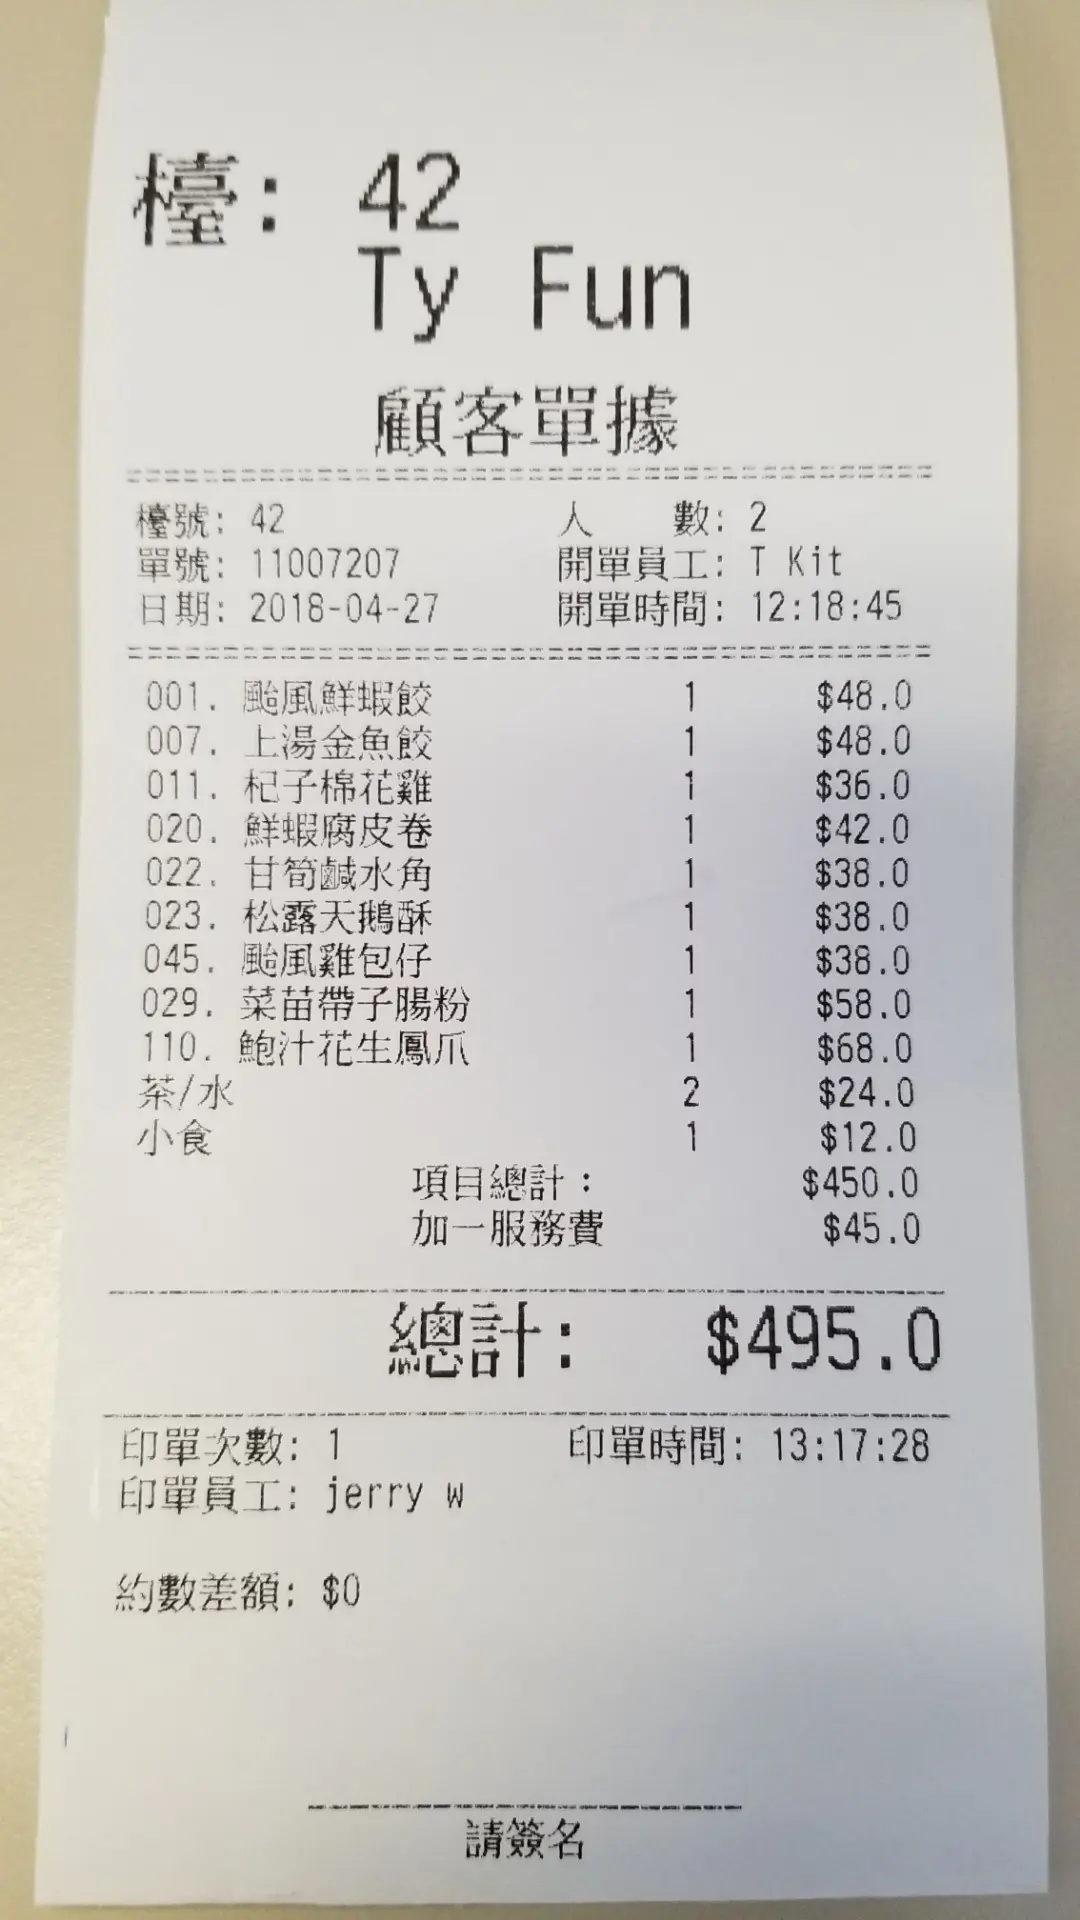 檯: 42
Ty Fun
顧客單據
檯號: 42 人 數: 2
單號: 11007207 開單員工: T Kit
日期: 2018-04-27 開單時間: 12:18:45
001. 颱風鮮蝦餃 1 $48.0
007. 上湯金魚餃 1 $48.0
011. 杞子棉花雞 1 $36.0
020. 鮮蝦腐皮卷 1 $42.0
022. 甘筍鹹水角 1 $38.0
023. 松露天鵝酥 1 $38.0
045. 颱風雞包仔 1 $38.0
029. 菜苗帶子腸粉 1 $58.0
110. 鮑汁花生鳳爪 1 $68.0
茶/水 2 $24.0
小食 1 $12.0
項目總計: $450.0
加一服務費 $45.0
總計: $495.0
印單次數: 1 印單時間: 13:17:28
印單員工: jerry w
約數差額: $0
請簽名